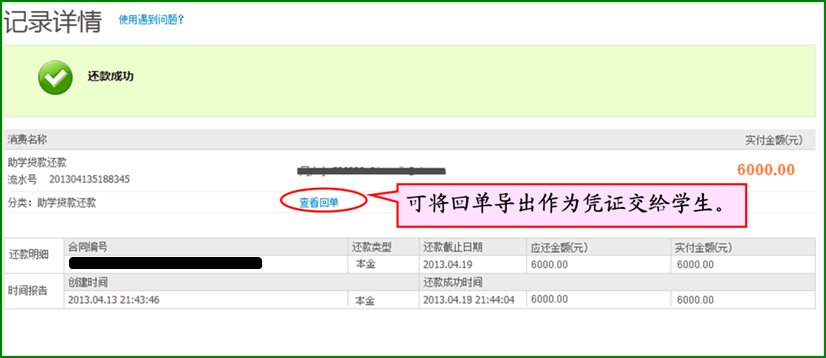 记录详情 使用遇到问题?
还款成功
消费名称 实付金额(元)
助学贷款还款
流水号 201304135188345 6000.00
分类: 助学贷款还款 查看回单 可将回单导出作为凭证交给学生。
还款明细 合同编号 还款类型 还款截止日期 应还金额(元) 实付金额(元)
本金 2013.04.19 6000.00 6000.00
时间报告 创建时间 还款成功时间
2013.04.13 21:43:46 本金 2013.04.13 21:44:04 6000.00 6000.00